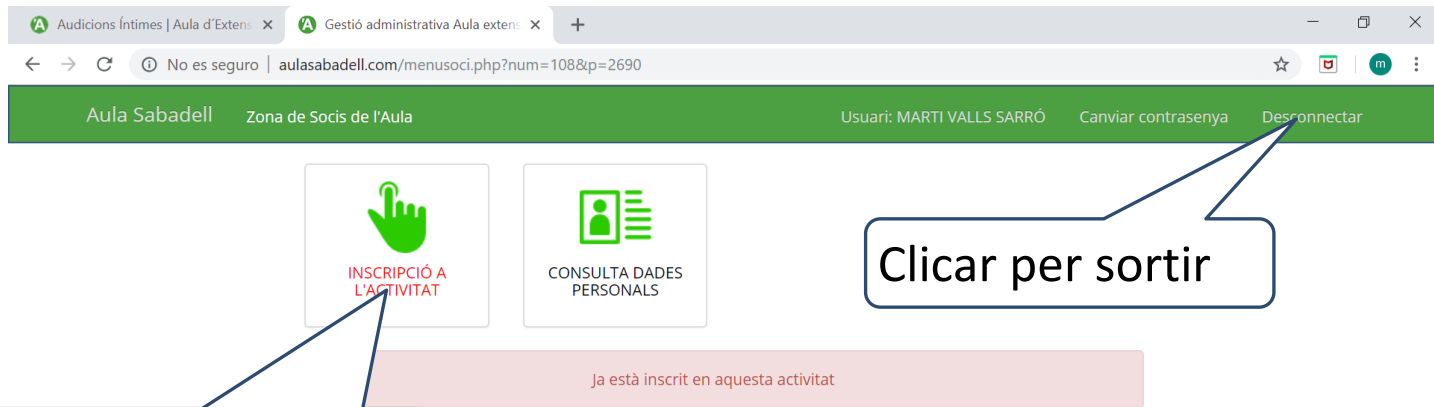 Audicions Íntimes | Aula d'Extens
Gestió administrativa Aula extens
No es seguro | aulasabadell.com/menusoci.php?num=108&p=2690
m
Aula Sabadell Zona de Socis de l'Aula Usuari: MARTI VALLS SARRÓ Canviar contrasenya Desconnectar
INSCRIPCIÓ A
L'ACTIVITAT
CONSULTA DADES
PERSONALS
Clicar per sortir
Ja està inscrit en aquesta activitat